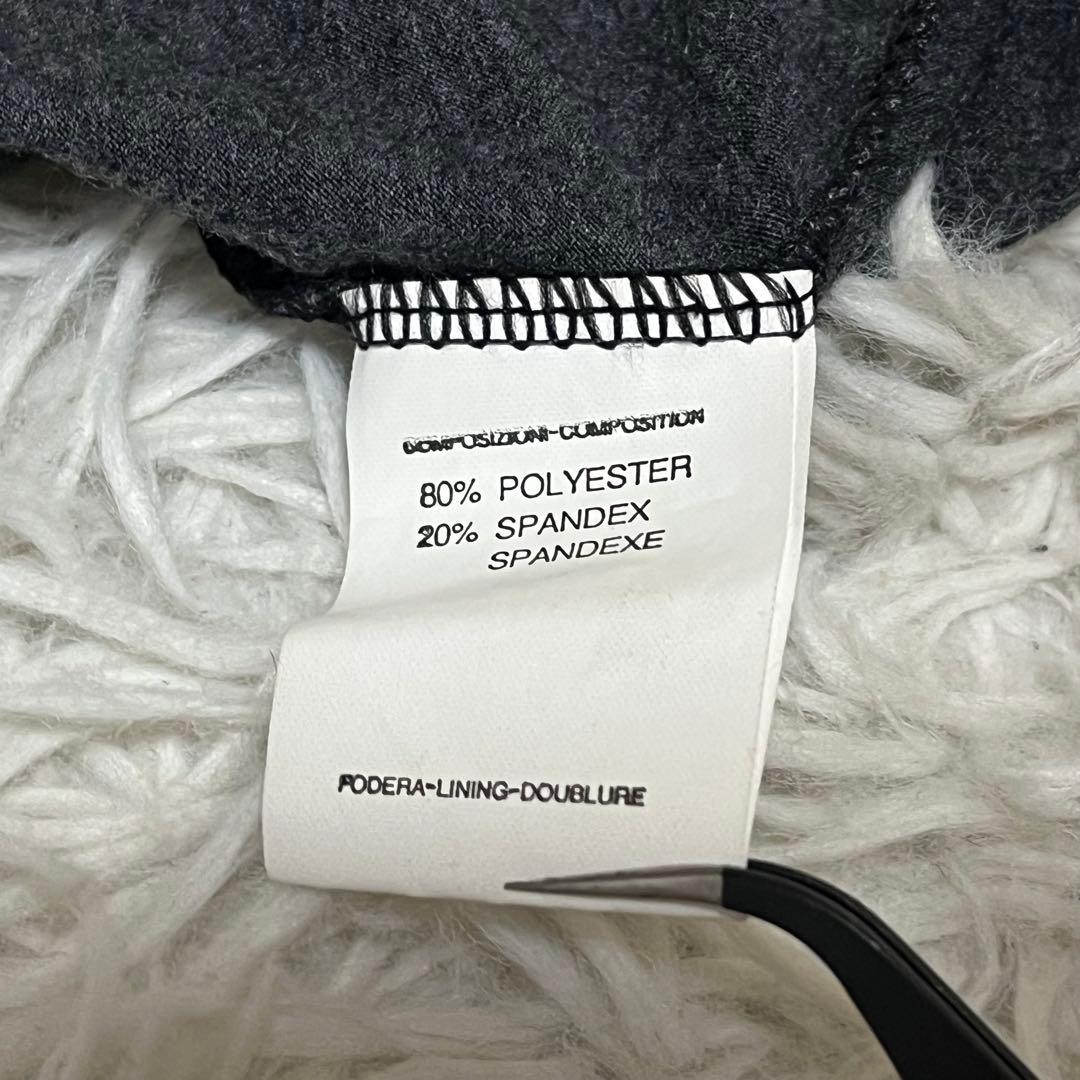 COMPOSIZIONI-COMPOSITION
80% POLYESTER
20% SPANDEX
SPANDEXE
FODERA-LINING-DOUBLURE